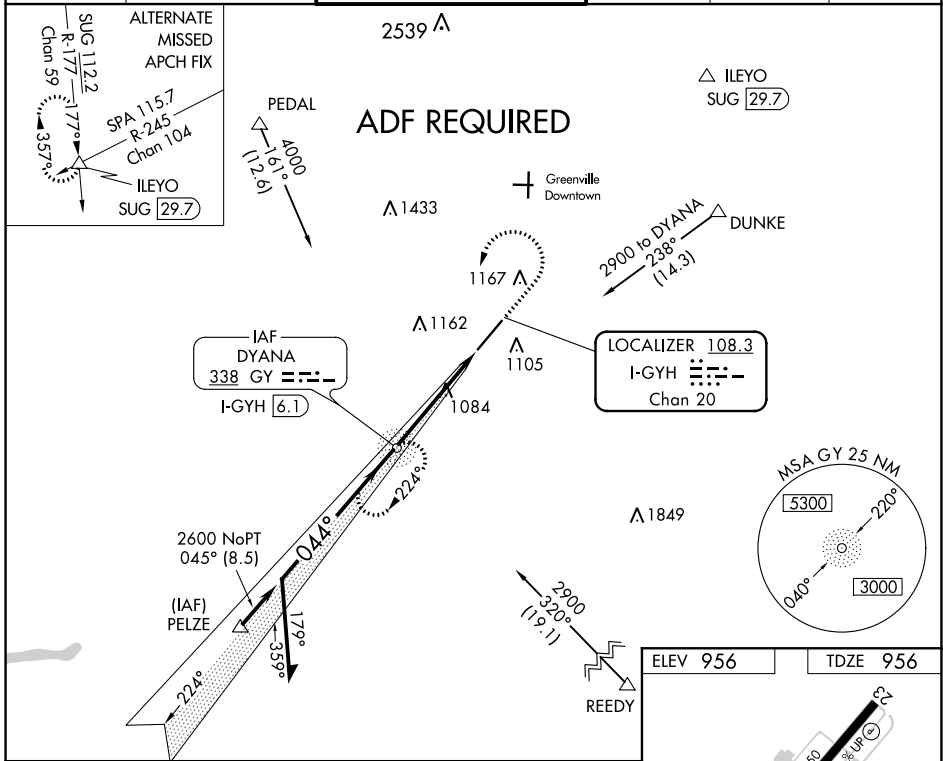 ALTERNATE
MISSED
APCH FIX
SUG 112.2
R-177
Chan 59
177°
357°
SPA 115.7
R-245
Chan 104
ILEYO
SUG 29.7
2539
ADF REQUIRED
ILEYO
SUG 29.7
PEDAL
4000
161°
(12.6)
Greenville
Downtown
1433
DUNKE
2900 to DYANA
238°
(14.3)
1167
1162
1105
IAF
DYANA
338 GY
I-GYH 6.1
LOCALIZER 108.3
I-GYH
Chan 20
1084
224°
044°
MSA GY 25 NM
5300
220°
040°
3000
1849
2600 NoPT
045° (8.5)
(IAF)
PELZE
179°
359°
224°
2900
320°
(19.1)
REEDY
ELEV 956
TDZE 956
23
% UP
50